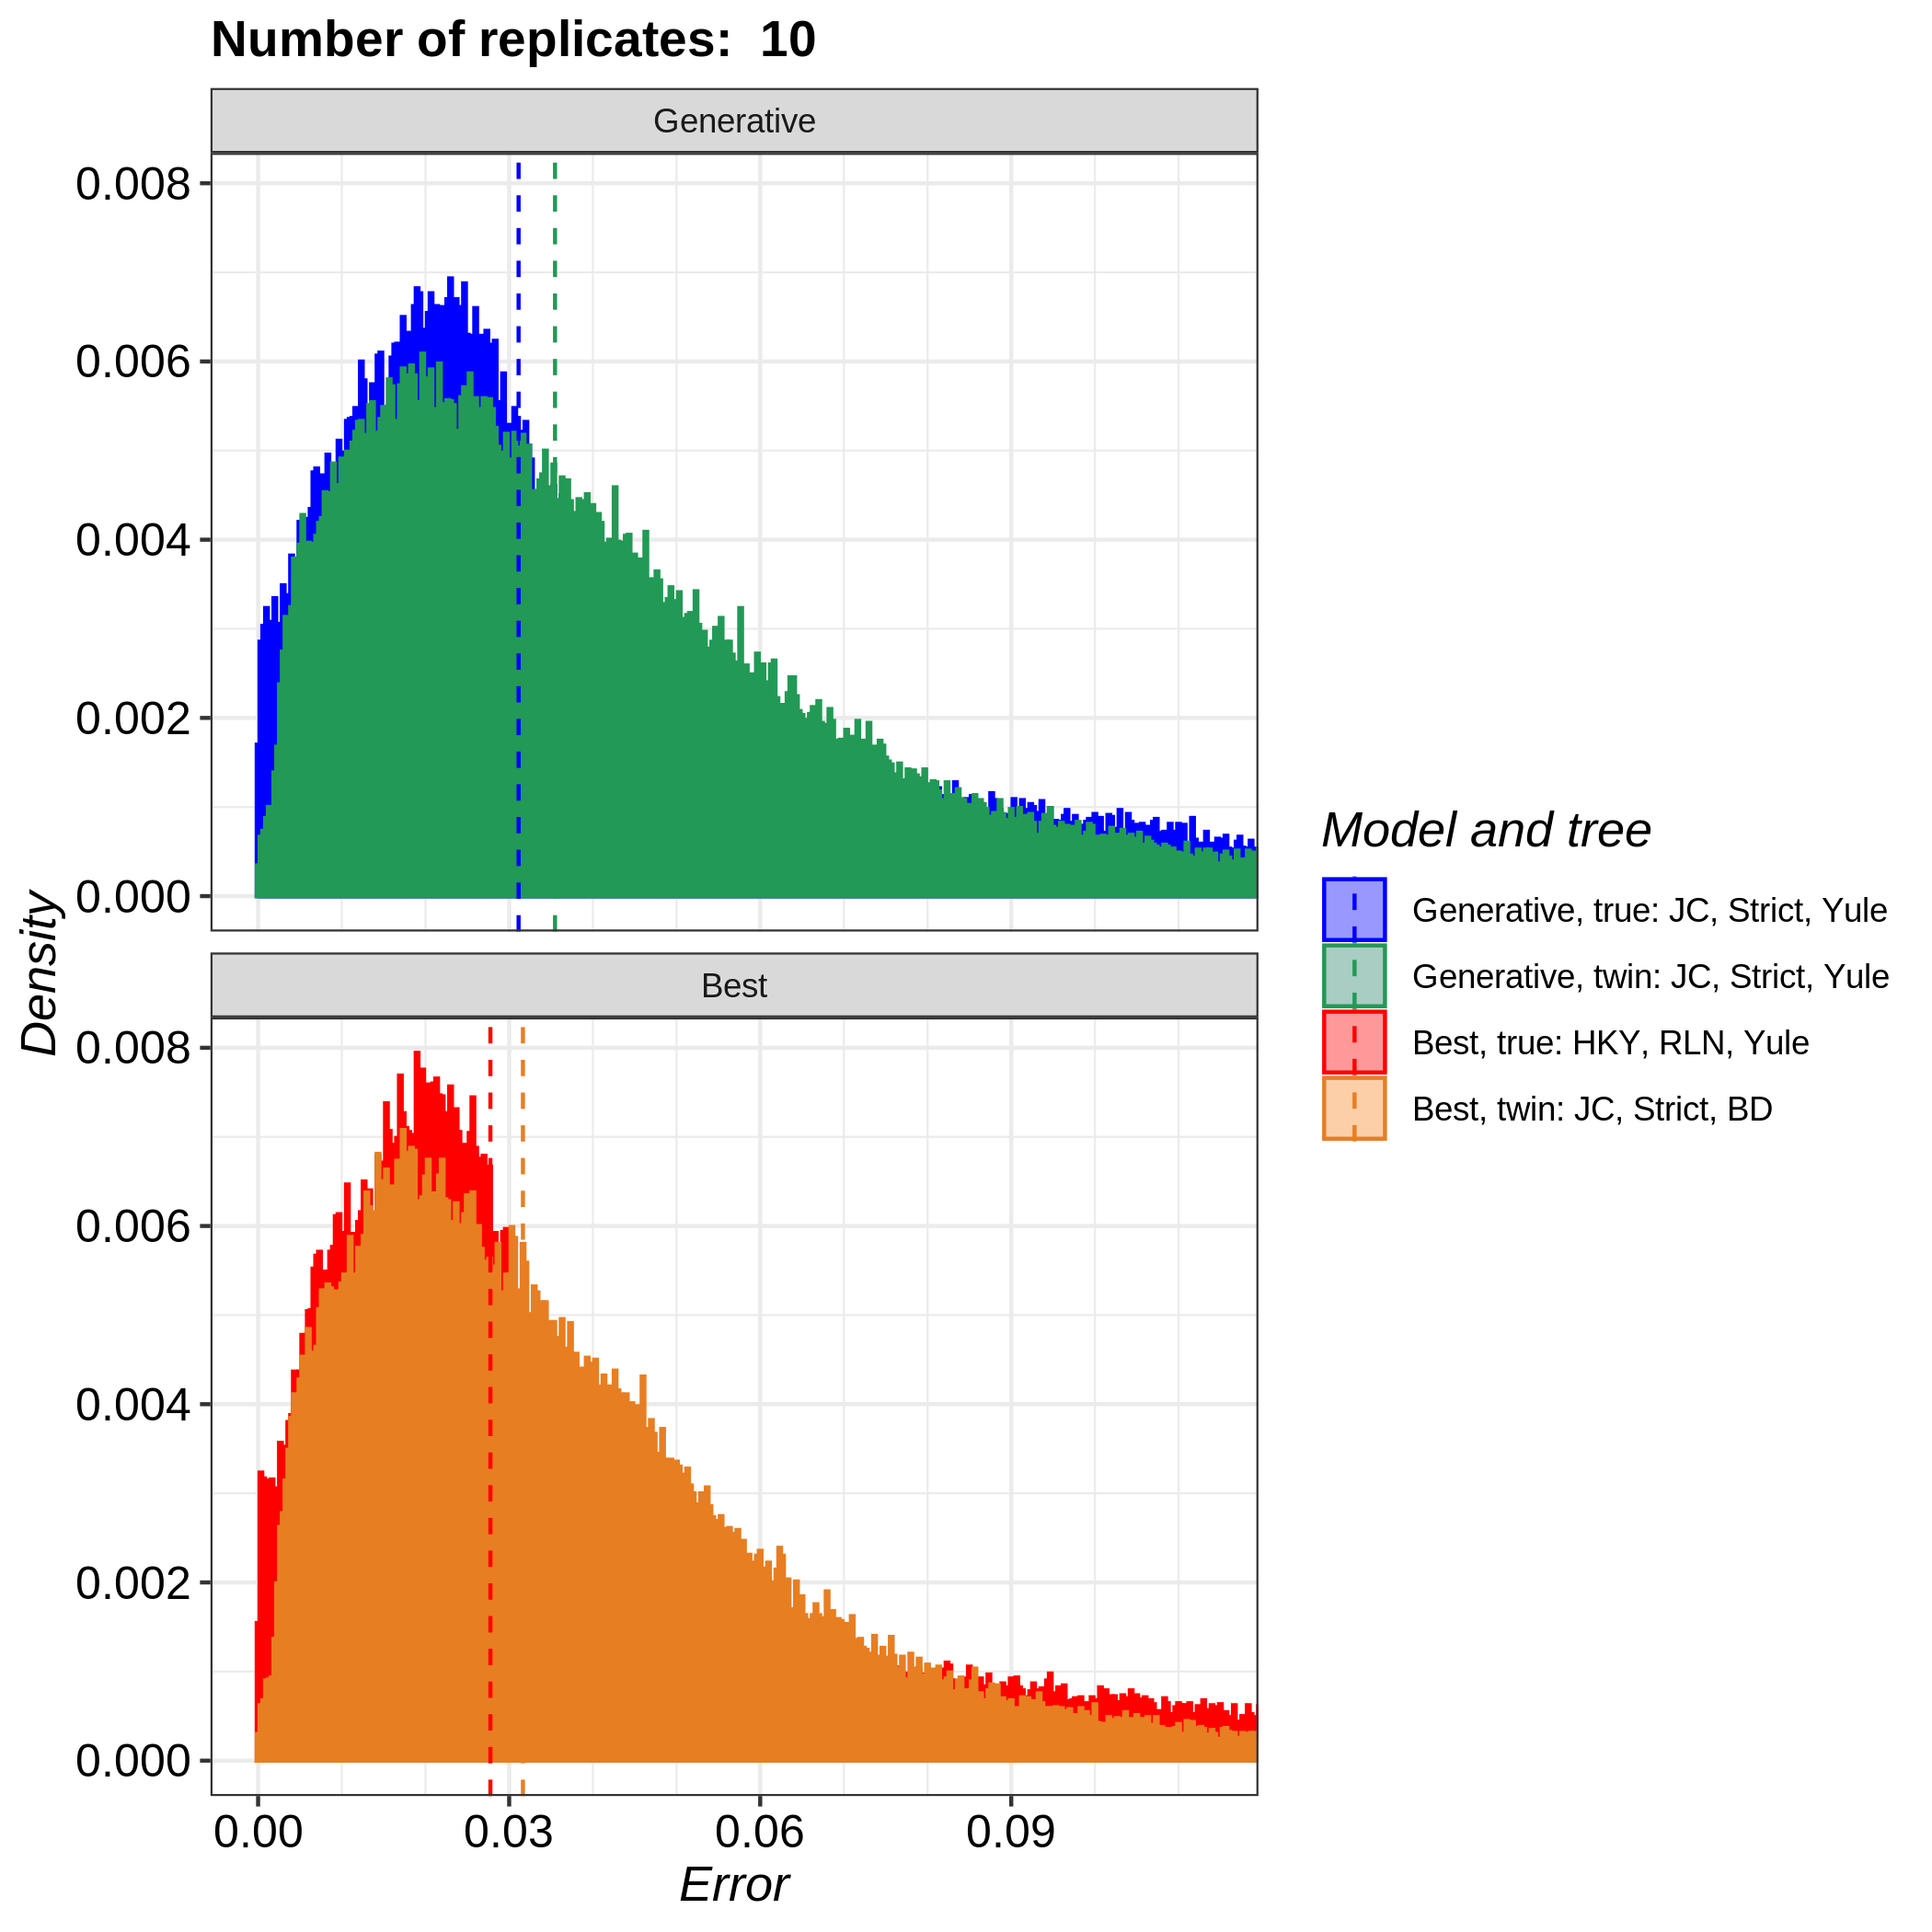 Number of replicates:  10
Generative
0.008
0.006
0.004
0.002
0.000
Density
Best
0.008
0.006
0.004
0.002
0.000
0.00 0.03 0.06 0.09
Error
Model and tree
Generative, true: JC, Strict, Yule
Generative, twin: JC, Strict, Yule
Best, true: HKY, RLN, Yule
Best, twin: JC, Strict, BD